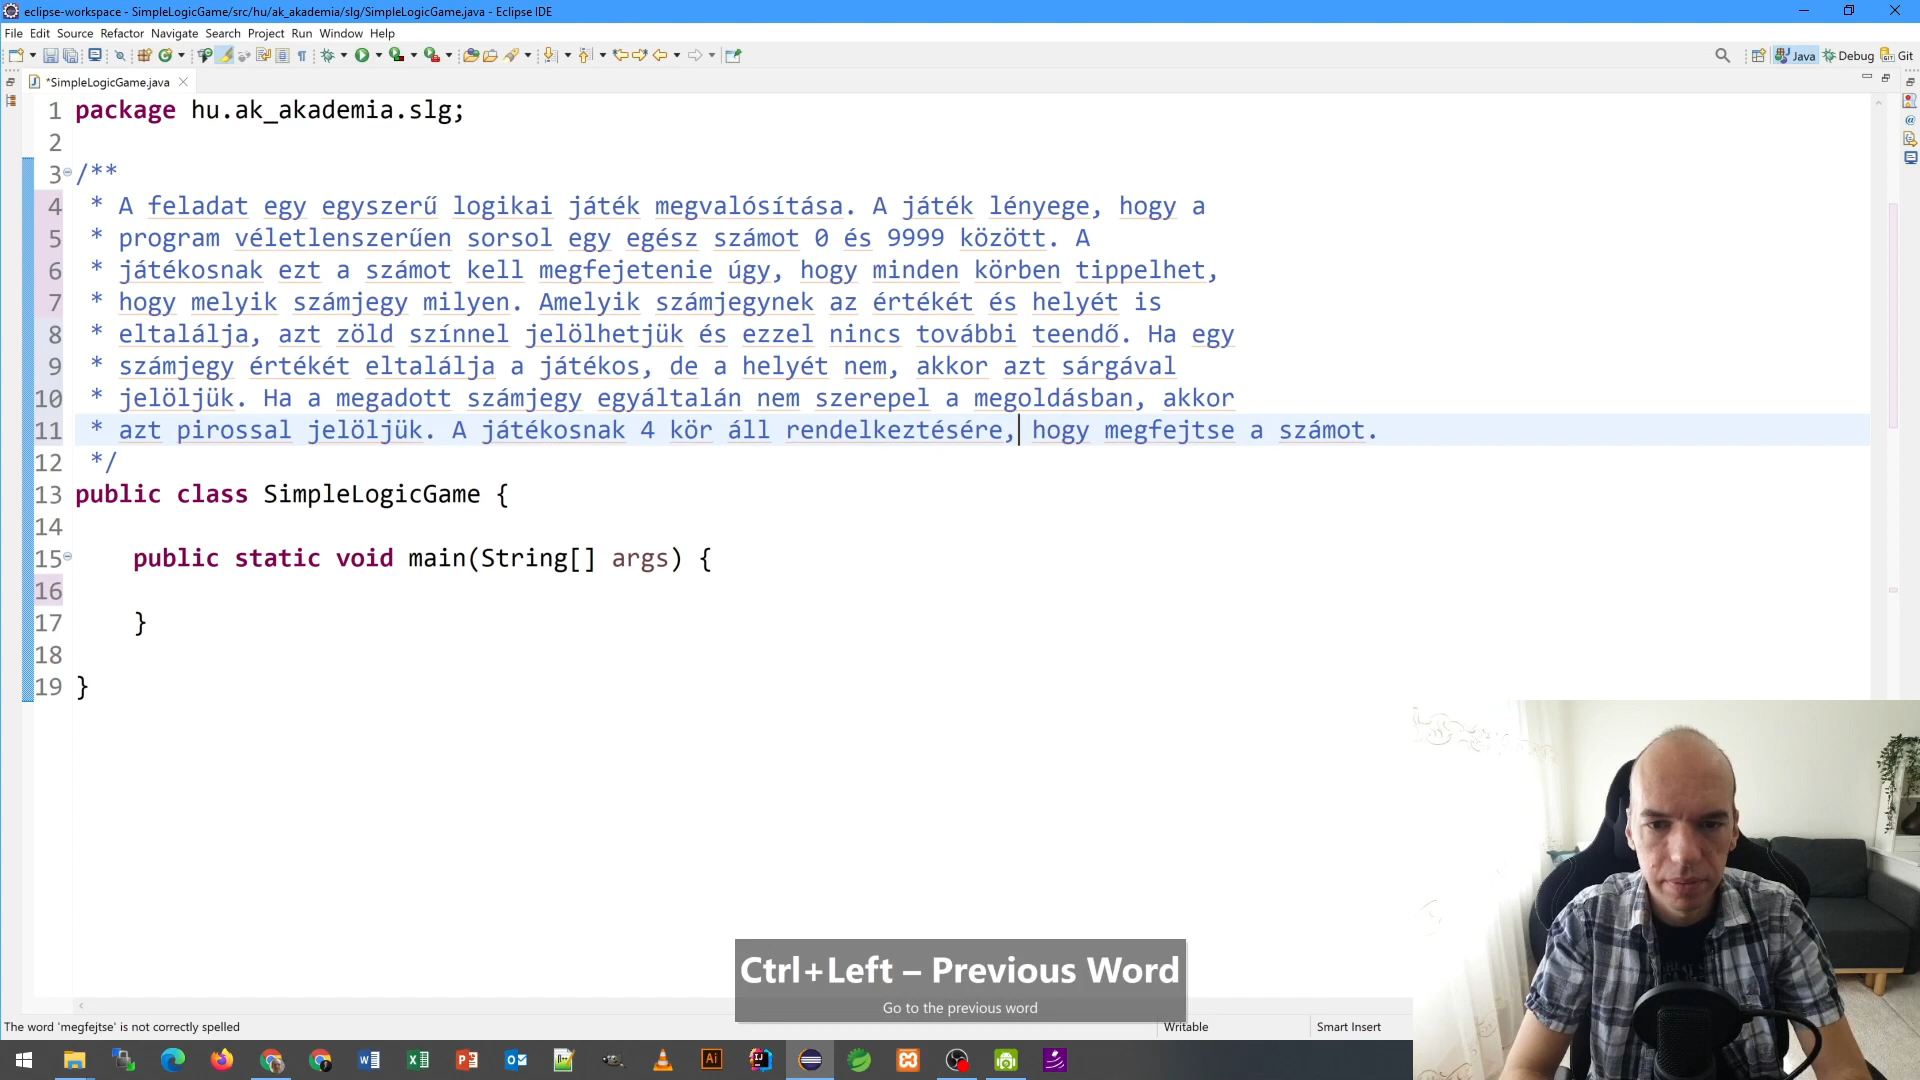 eclipse-workspace - SimpleLogicGame/src/hu/ak_akademia/slg/SimpleLogicGame.java - Eclipse IDE
File Edit Source Refactor Navigate Search Project Run Window Help
Java Debug Git
*SimpleLogicGame.java
1 package hu.ak_akademia.slg;
2
3 /**
4 * A feladat egy egyszerű logikai játék megvalósítása. A játék lényege, hogy a
5 * program véletlenszerűen sorsol egy egész számot 0 és 9999 között. A
6 * játékosnak ezt a számot kell megfejetenie úgy, hogy minden körben tippelhet,
7 * hogy melyik számjegy milyen. Amelyik számjegynek az értékét és helyét is
8 * eltalálja, azt zöld színnel jelölhetjük és ezzel nincs további teendő. Ha egy
9 * számjegy értékét eltalálja a játékos, de a helyét nem, akkor azt sárgával
10 * jelöljük. Ha a megadott számjegy egyáltalán nem szerepel a megoldásban, akkor
11 * azt pirossal jelöljük. A játékosnak 4 kör áll rendelkeztésére, hogy megfejtse a számot.
12 */
13 public class SimpleLogicGame {
14
15 public static void main(String[] args) {
16
17 }
18
19 }
Ctrl+Left – Previous Word
Go to the previous word
The word 'megfejtse' is not correctly spelled
Writable
Smart Insert